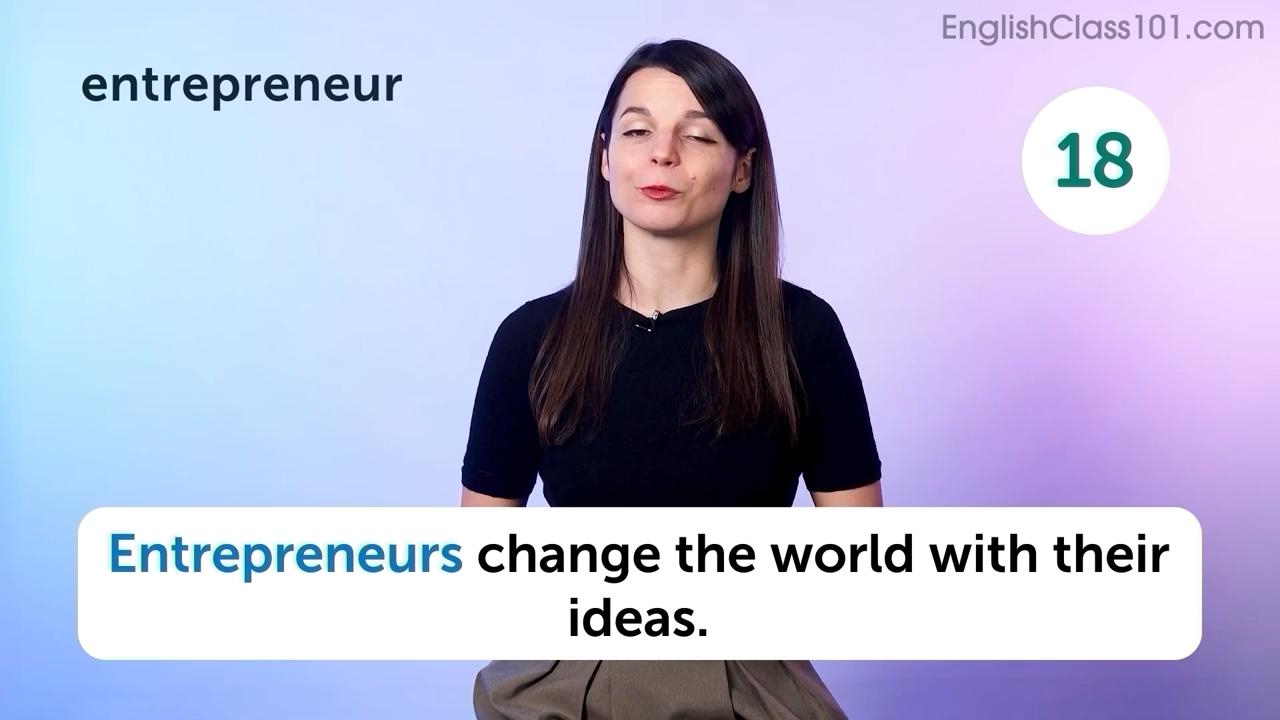 EnglishClass101.com
entrepreneur
18
Entrepreneurs change the world with their
ideas.